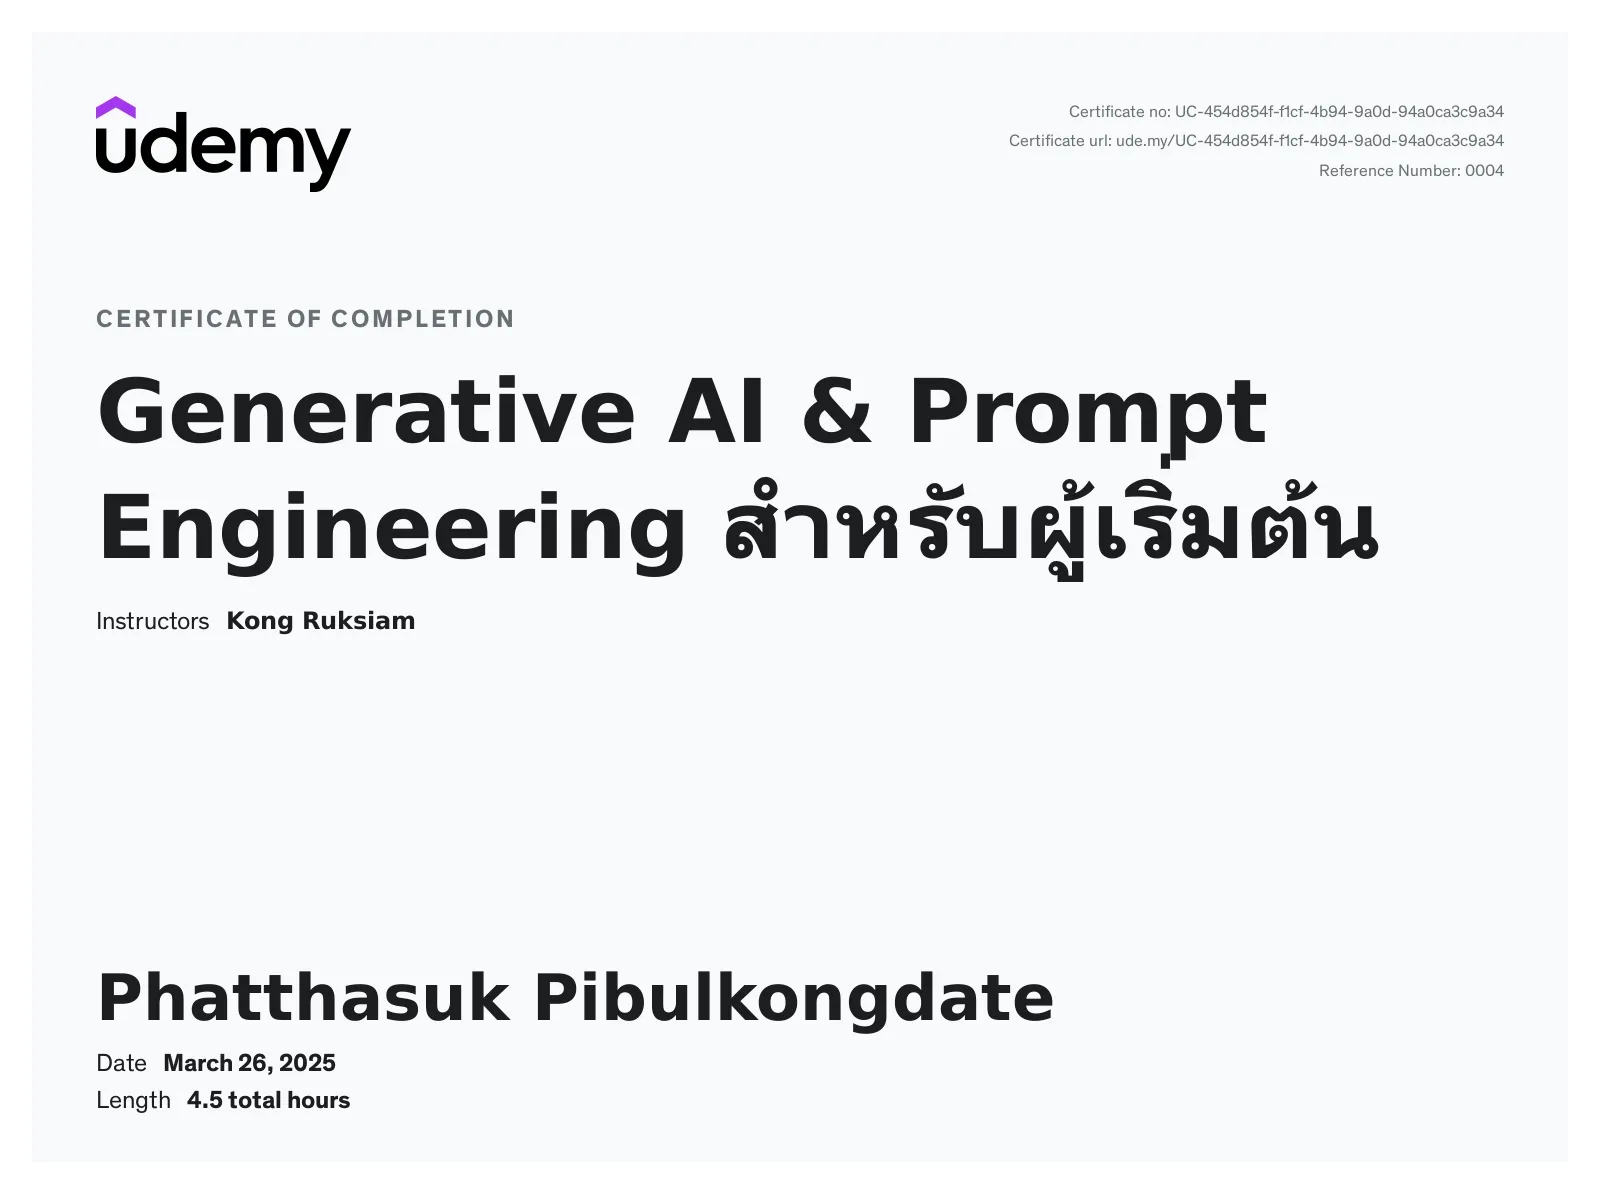 udemy
Certificate no: UC-454d854f-f1cf-4b94-9a0d-94a0ca3c9a34
Certificate url: ude.my/UC-454d854f-f1cf-4b94-9a0d-94a0ca3c9a34
Reference Number: 0004
CERTIFICATE OF COMPLETION
Generative AI & Prompt
Engineering สำหรับผู้เริ่มต้น
Instructors Kong Ruksiam
Phatthasuk Pibulkongdate
Date March 26, 2025
Length 4.5 total hours